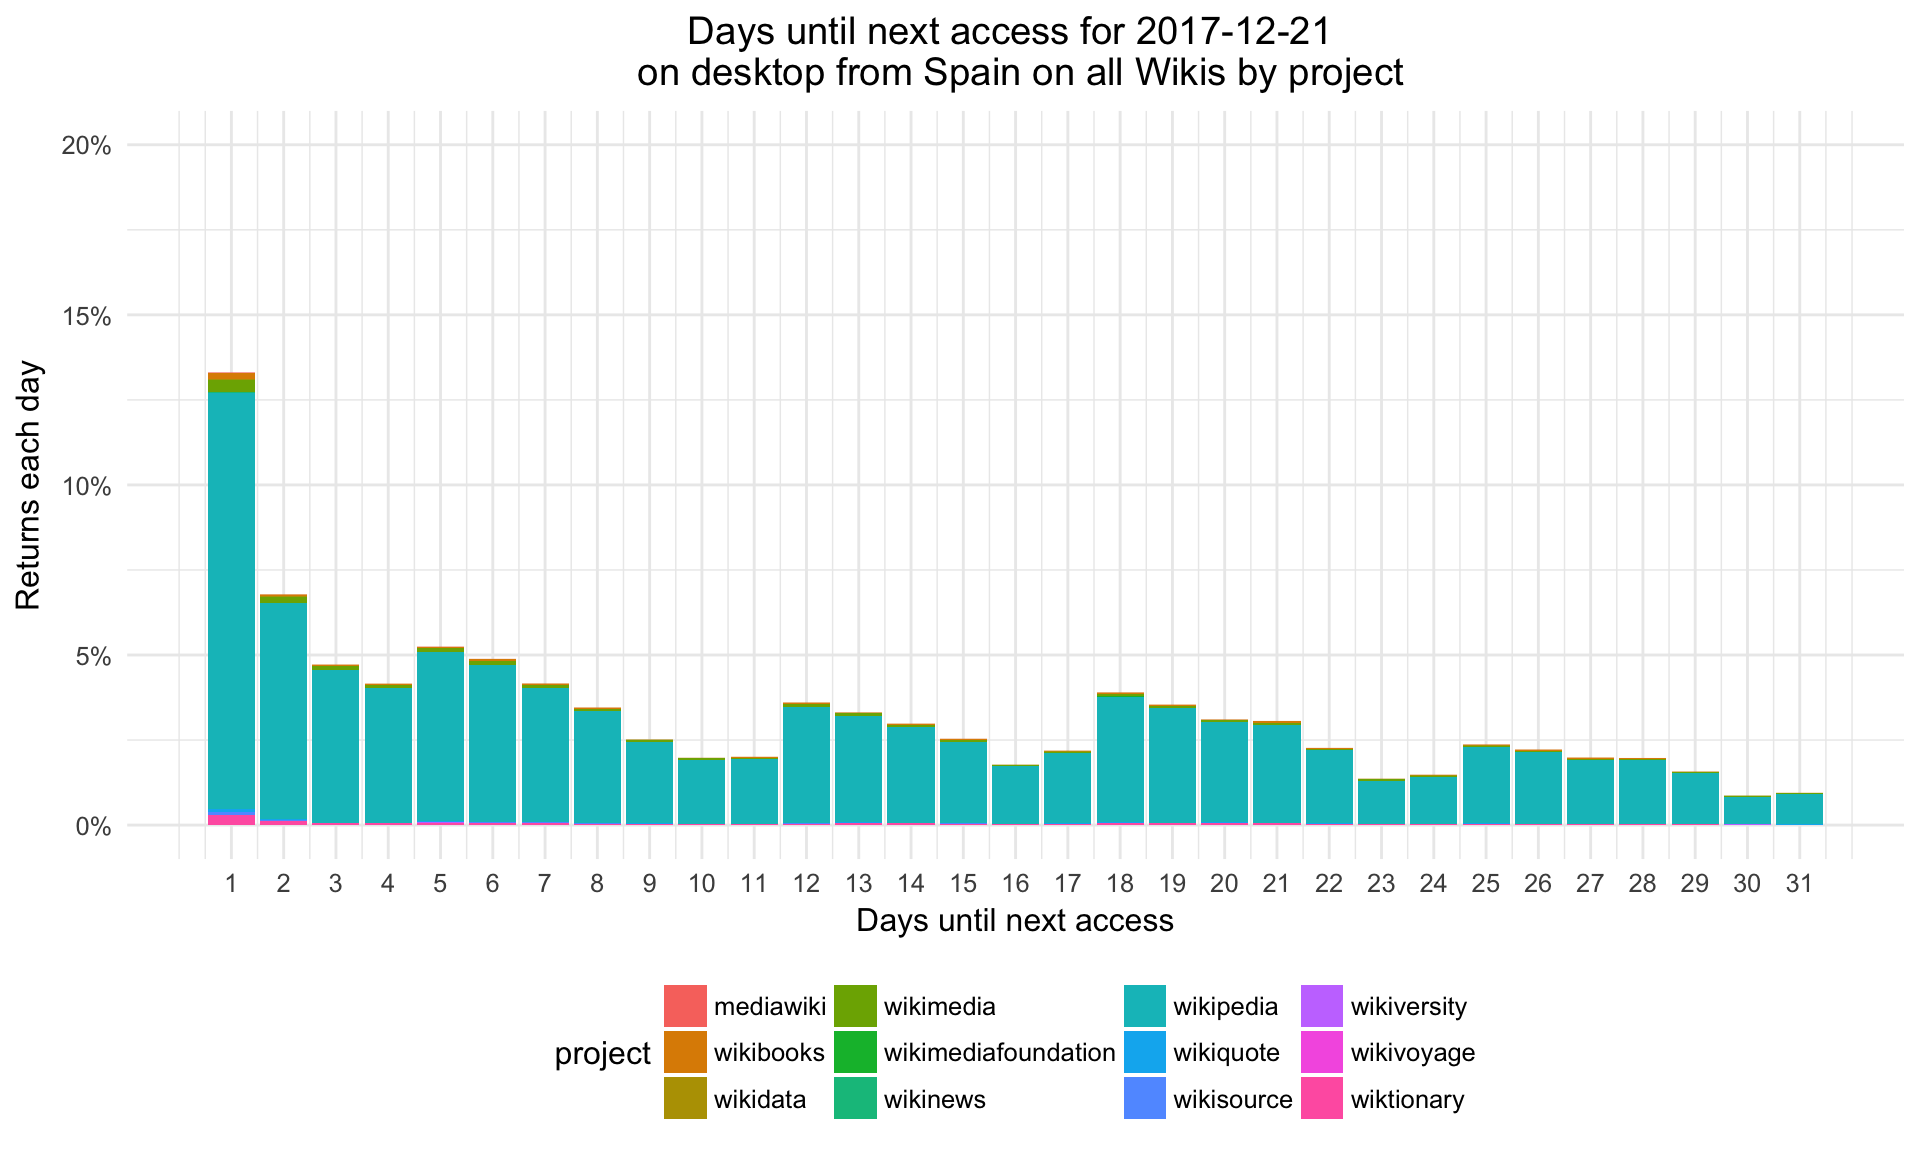 Days until next access for 2017-12-21
on desktop from Spain on all Wikis by project
20%
15%
10%
5%
0%
Returns each day
1 2 3 4 5 6 7 8 9 10 11 12 13 14 15 16 17 18 19 20 21 22 23 24 25 26 27 28 29 30 31
Days until next access
project
mediawiki wikimedia wikipedia wikiversity
wikibooks wikimediafoundation wikiquote wikivoyage
wikidata wikinews wikisource wiktionary